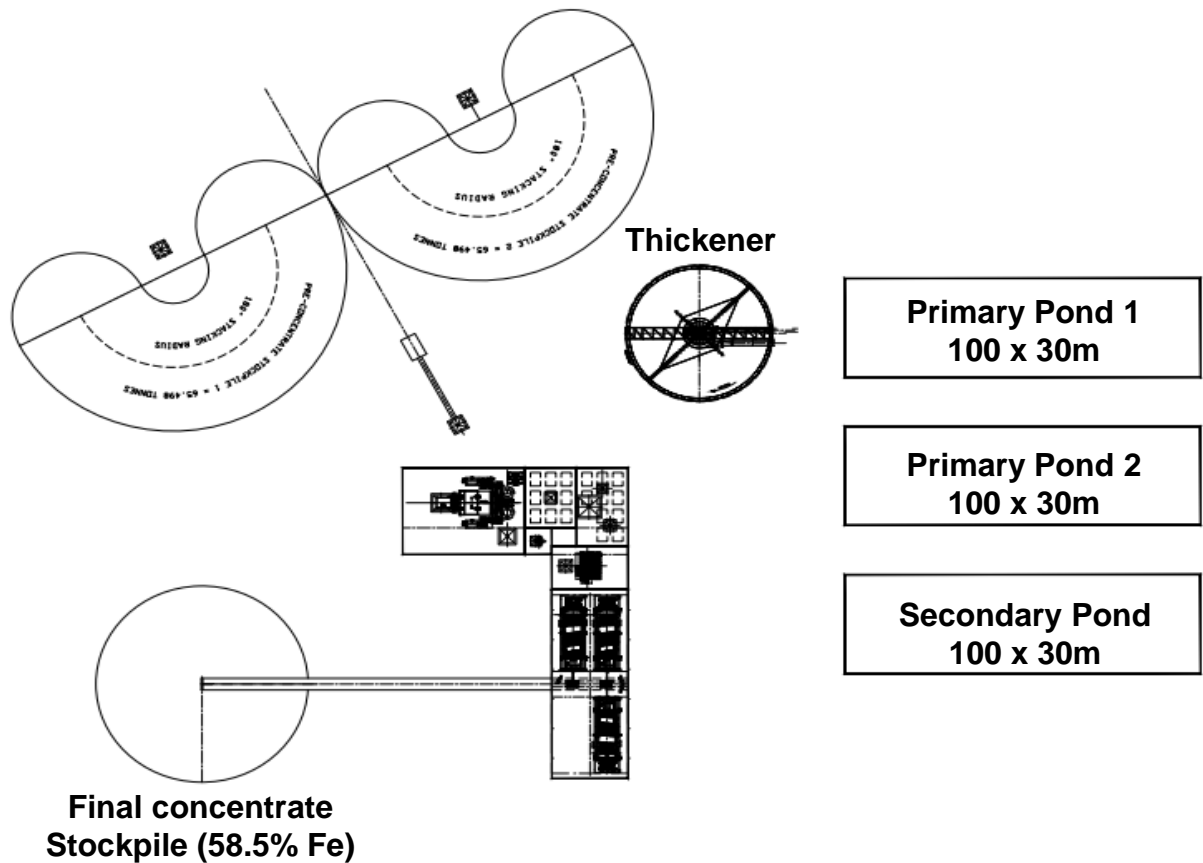 PRE-CONCENTRATE STOCKPILE 2 = 65.498 TONNES
180° STACKING RADIUS
PRE-CONCENTRATE STOCKPILE 1 = 65.498 TONNES
180° STACKING RADIUS
Thickener
Primary Pond 1
100 x 30m
Primary Pond 2
100 x 30m
Secondary Pond
100 x 30m
Final concentrate
Stockpile (58.5% Fe)